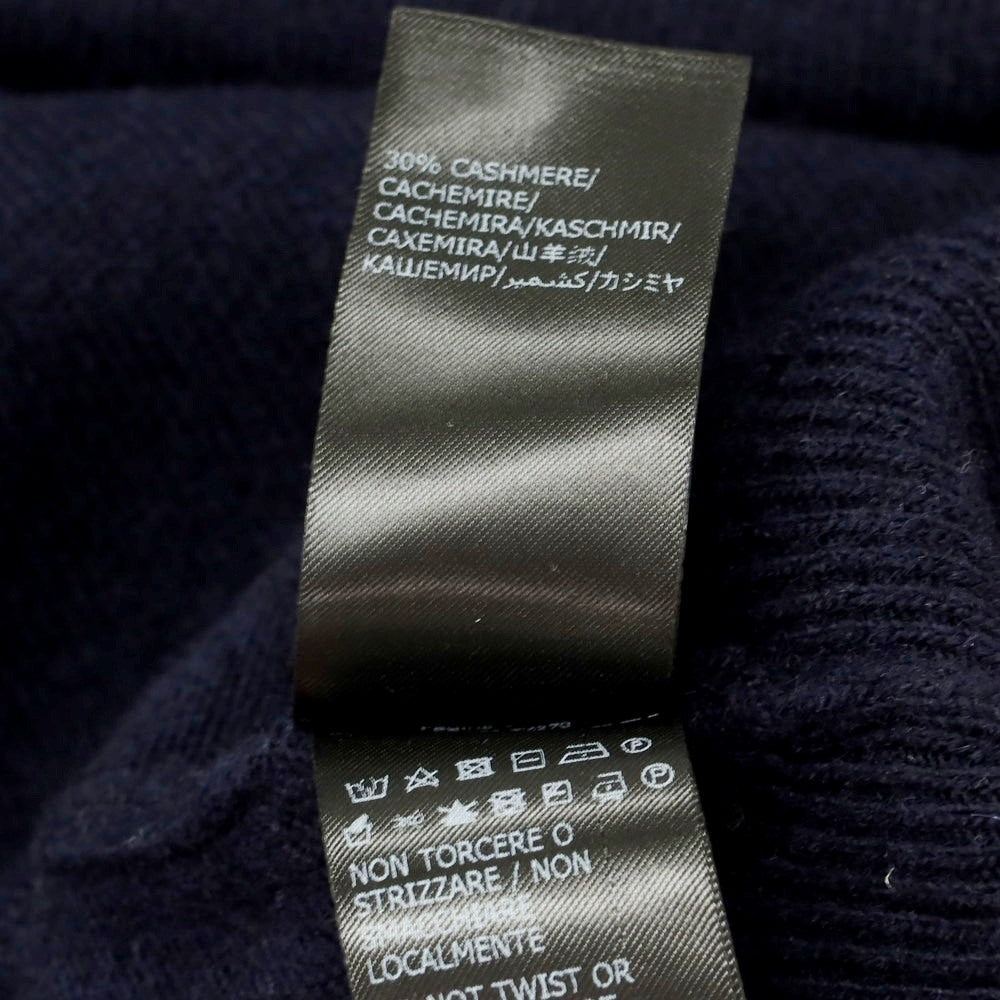 30% CASHMERE/
CACHEMIRE/
CACHEMIRA/KASCHMIR/
CAXEMIRA/山羊绒/
КАШЕМИР/كشمير/カシミヤ
NON TORCERE O
STRIZZARE / NON
SMACCHIARE
LOCALMENTE
NOT TWIST OR